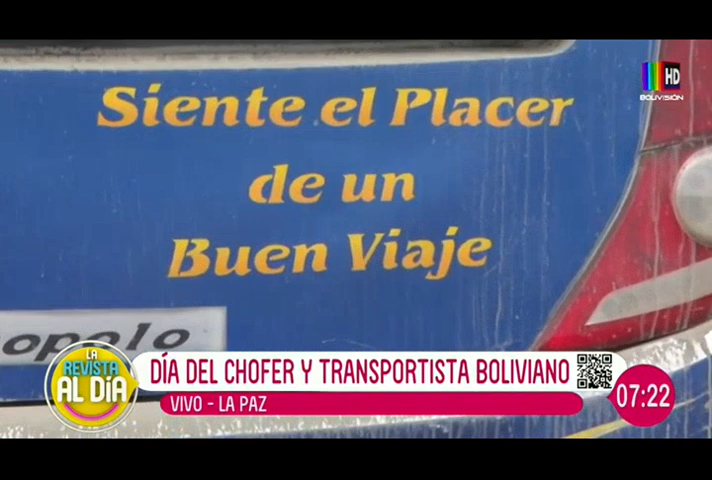 Siente el Placer
de un
Buen Viaje
HD
BOLIVISIÓN
opolo
LA
REVISTA
AL DÍA
DÍA DEL CHOFER Y TRANSPORTISTA BOLIVIANO
VIVO - LA PAZ
07:22